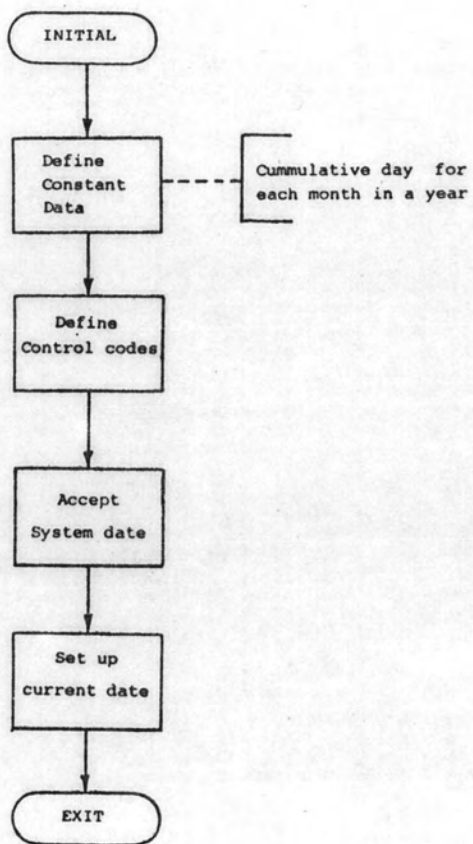 INITIAL
Define
Constant
Data
Cummulative day for
each month in a year
Define
Control codes
Accept
System date
Set up
current date
EXIT